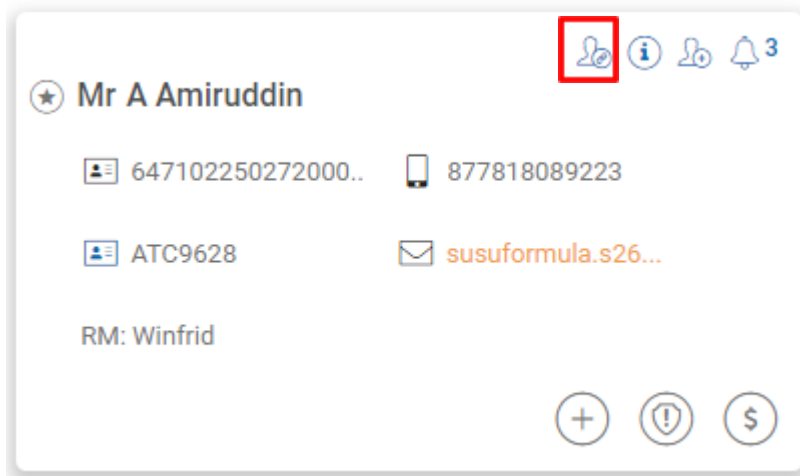 3
Mr A Amiruddin
647102250272000.. 877818089223
ATC9628 susuformula.s26...
RM: Winfrid